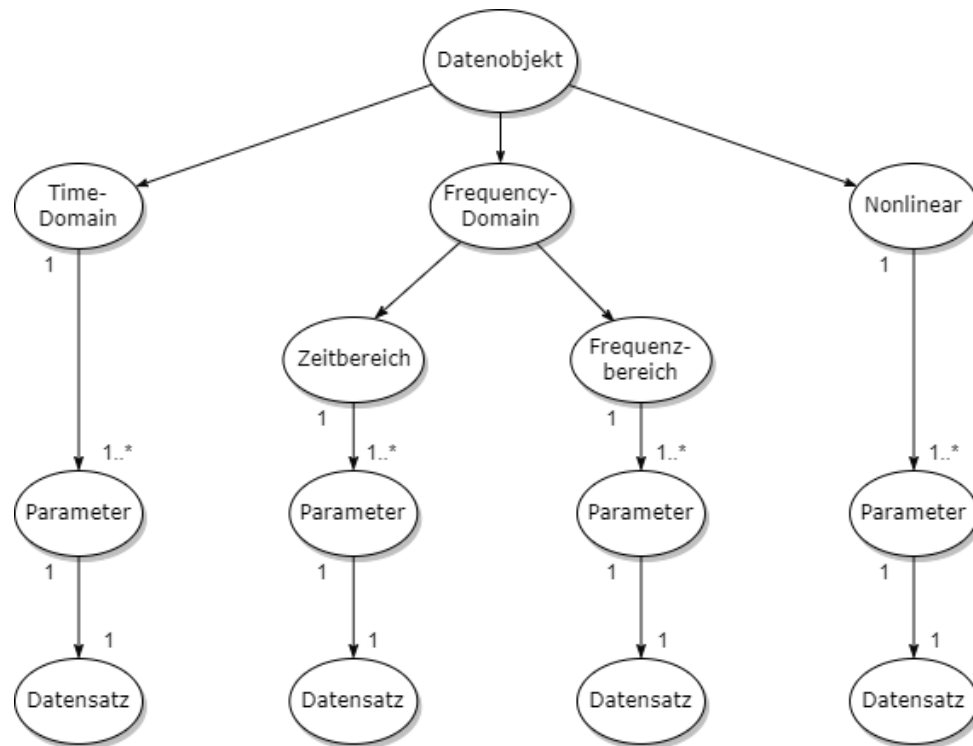 Datenobjekt
Time-
Domain
Frequency-
Domain
Nonlinear
1
1
Zeitbereich
Frequenz-
bereich
1
1
1..*
1..*
1..*
1..*
Parameter
Parameter
Parameter
Parameter
1
1
1
1
1
1
1
1
Datensatz
Datensatz
Datensatz
Datensatz